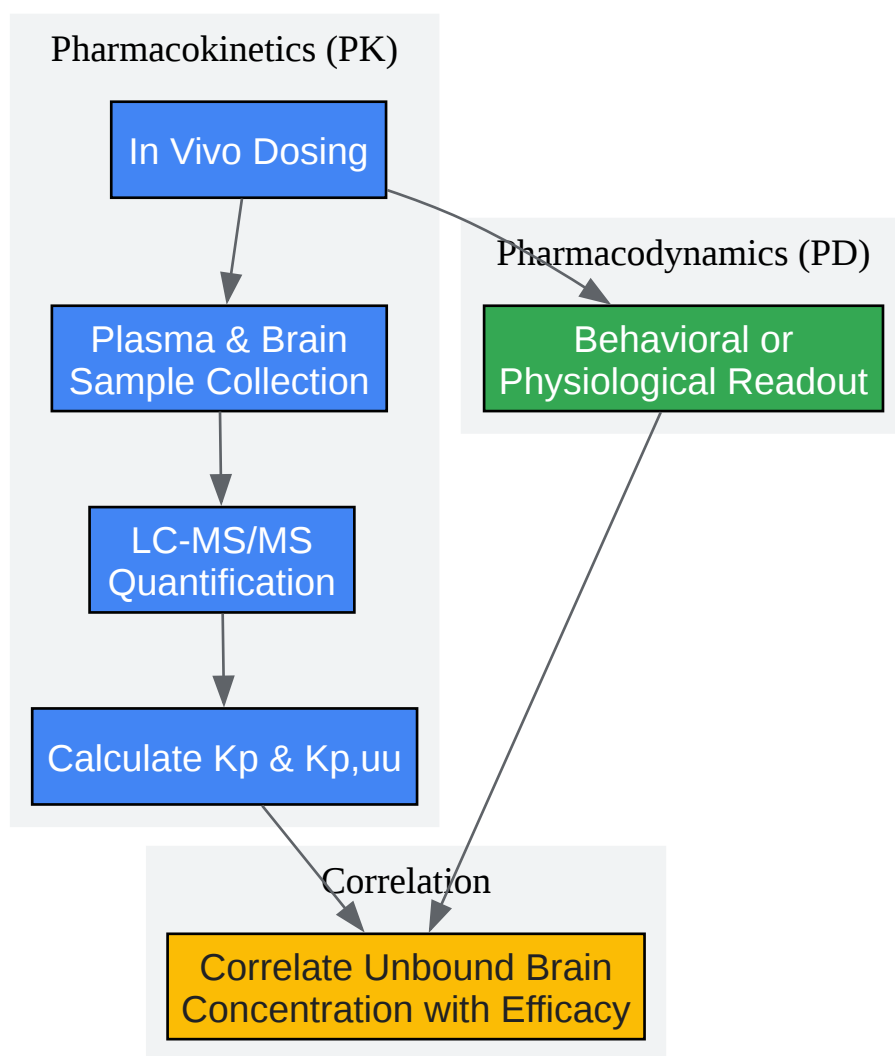 Pharmacokinetics (PK)
In Vivo Dosing
Pharmacodynamics (PD)
Plasma & Brain
Sample Collection
Behavioral or
Physiological Readout
LC-MS/MS
Quantification
Calculate Kp & Kp,uu
Correlation
Correlate Unbound Brain
Concentration with Efficacy